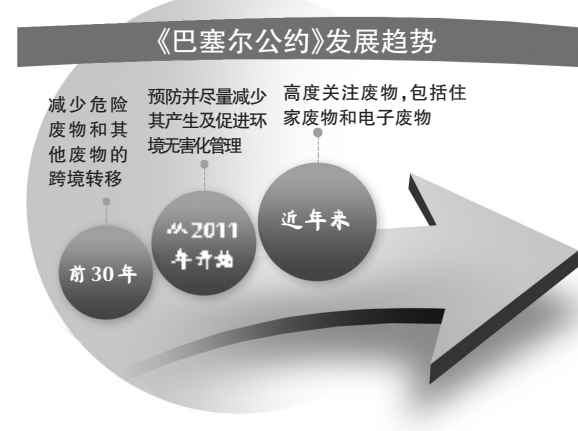 《巴塞尔公约》发展趋势
减少危险
废物和其
他废物的
跨境转移
预防并尽量减少
其产生及促进环
境无害化管理
高度关注废物,包括住
家废物和电子废物
前30年
从2011
年开始
近年来